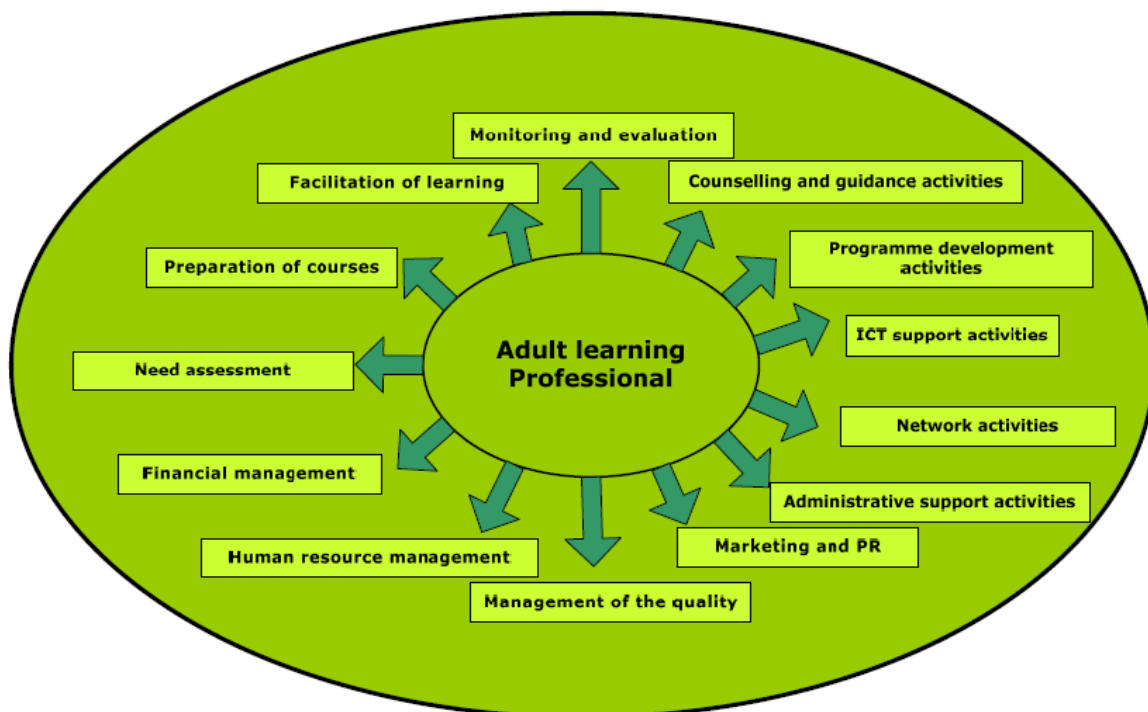 Monitoring and evaluation
Facilitation of learning
Counselling and guidance activities
Preparation of courses
Programme development
activities
ICT support activities
Adult learning
Professional
Need assessment
Network activities
Financial management
Administrative support activities
Human resource management
Marketing and PR
Management of the quality